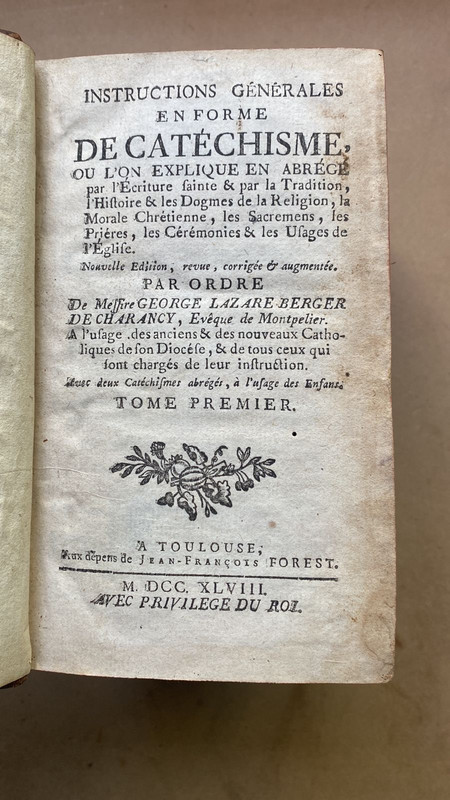 INSTRUCTIONS GÉNÉRALES
EN FORME
DE CATÉCHISME,
OU L'ON EXPLIQUE EN ABRÉGÉ
par l'Ecriture ſainte & par la Tradition,
l'Hiſtoire & les Dogmes de la Religion, la
Morale Chrétienne, les Sacremens, les
Priéres, les Cérémonies & les Uſages de
l'Égliſe.
Nouvelle Edition, revue, corrigée & augmentée.
PAR ORDRE
De Meſſire GEORGE LAZARE BERGER
DE CHARANCY, Evêque de Montpelier.
A l'uſage des anciens & des nouveaux Catho-
liques de ſon Diocéſe, & de tous ceux qui
ſont chargés de leur inſtruction.
Avec deux Catéchiſmes abrégés, à l'uſage des Enfans.
TOME PREMIER.
A TOULOUSE,
Aux dépens de JEAN-FRANÇOIS FOREST.
M. DCC. XLVIII.
AVEC PRIVILEGE DU ROI.